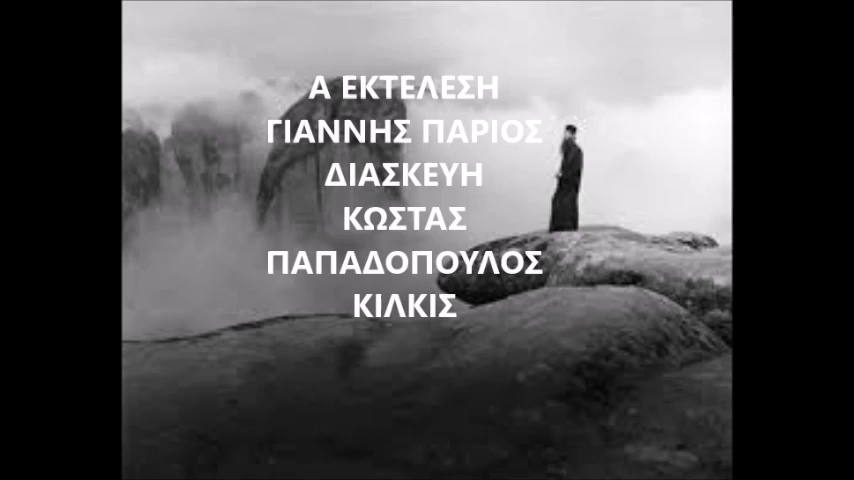 Α ΕΚΤΕΛΕΣΗ
ΓΙΑΝΝΗΣ ΠΑΡΙΟΣ
ΔΙΑΣΚΕΥΗ
ΚΩΣΤΑΣ
ΠΑΠΑΔΟΠΟΥΛΟΣ
ΚΙΛΚΙΣ